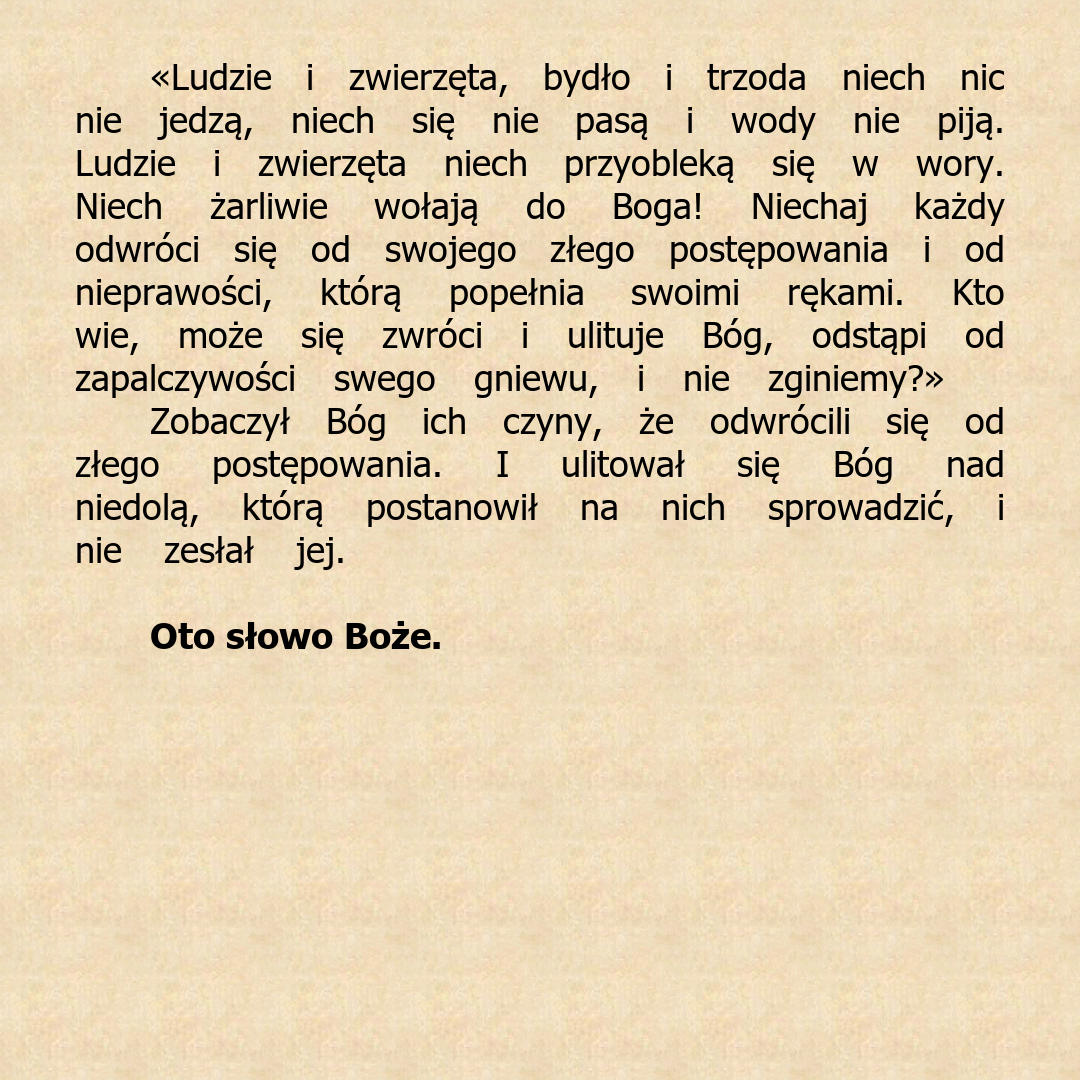 «Ludzie i zwierzęta, bydło i trzoda niech nic
nie jedzą, niech się nie pasą i wody nie piją.
Ludzie i zwierzęta niech przyobleką się w wory.
Niech żarliwie wołają do Boga! Niechaj każdy
odwróci się od swojego złego postępowania i od
nieprawości, którą popełnia swoimi rękami. Kto
wie, może się zwróci i ulituje Bóg, odstąpi od
zapalczywości swego gniewu, i nie zginiemy?»
Zobaczył Bóg ich czyny, że odwrócili się od
złego postępowania. I ulitował się Bóg nad
niedolą, którą postanowił na nich sprowadzić, i
nie zesłał jej.
Oto słowo Boże.